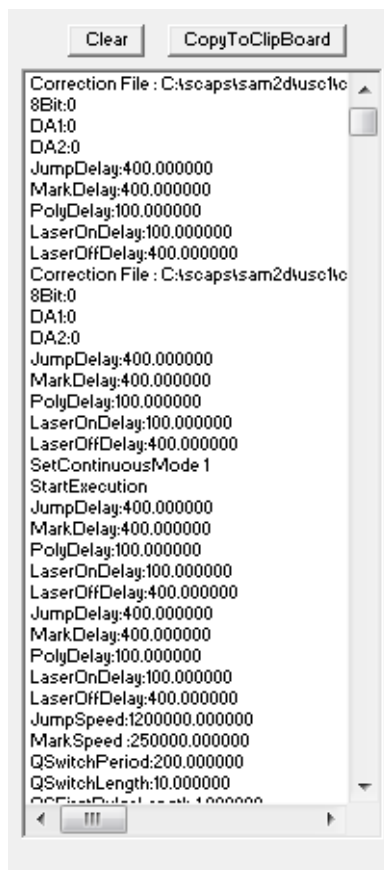 Clear CopyToClipBoard
Correction File : C:\scaps\sam2d\usc1\c
8Bit:0
DA1:0
DA2:0
JumpDelay:400.000000
MarkDelay:400.000000
PolyDelay:100.000000
LaserOnDelay:100.000000
LaserOffDelay:400.000000
Correction File : C:\scaps\sam2d\usc1\c
8Bit:0
DA1:0
DA2:0
JumpDelay:400.000000
MarkDelay:400.000000
PolyDelay:100.000000
LaserOnDelay:100.000000
LaserOffDelay:400.000000
SetContinuousMode 1
StartExecution
JumpDelay:400.000000
MarkDelay:400.000000
PolyDelay:100.000000
LaserOnDelay:100.000000
LaserOffDelay:400.000000
JumpDelay:400.000000
MarkDelay:400.000000
PolyDelay:100.000000
LaserOnDelay:100.000000
LaserOffDelay:400.000000
JumpSpeed:1200000.000000
MarkSpeed :250000.000000
QSwitchPeriod:200.000000
QSwitchLength:10.000000